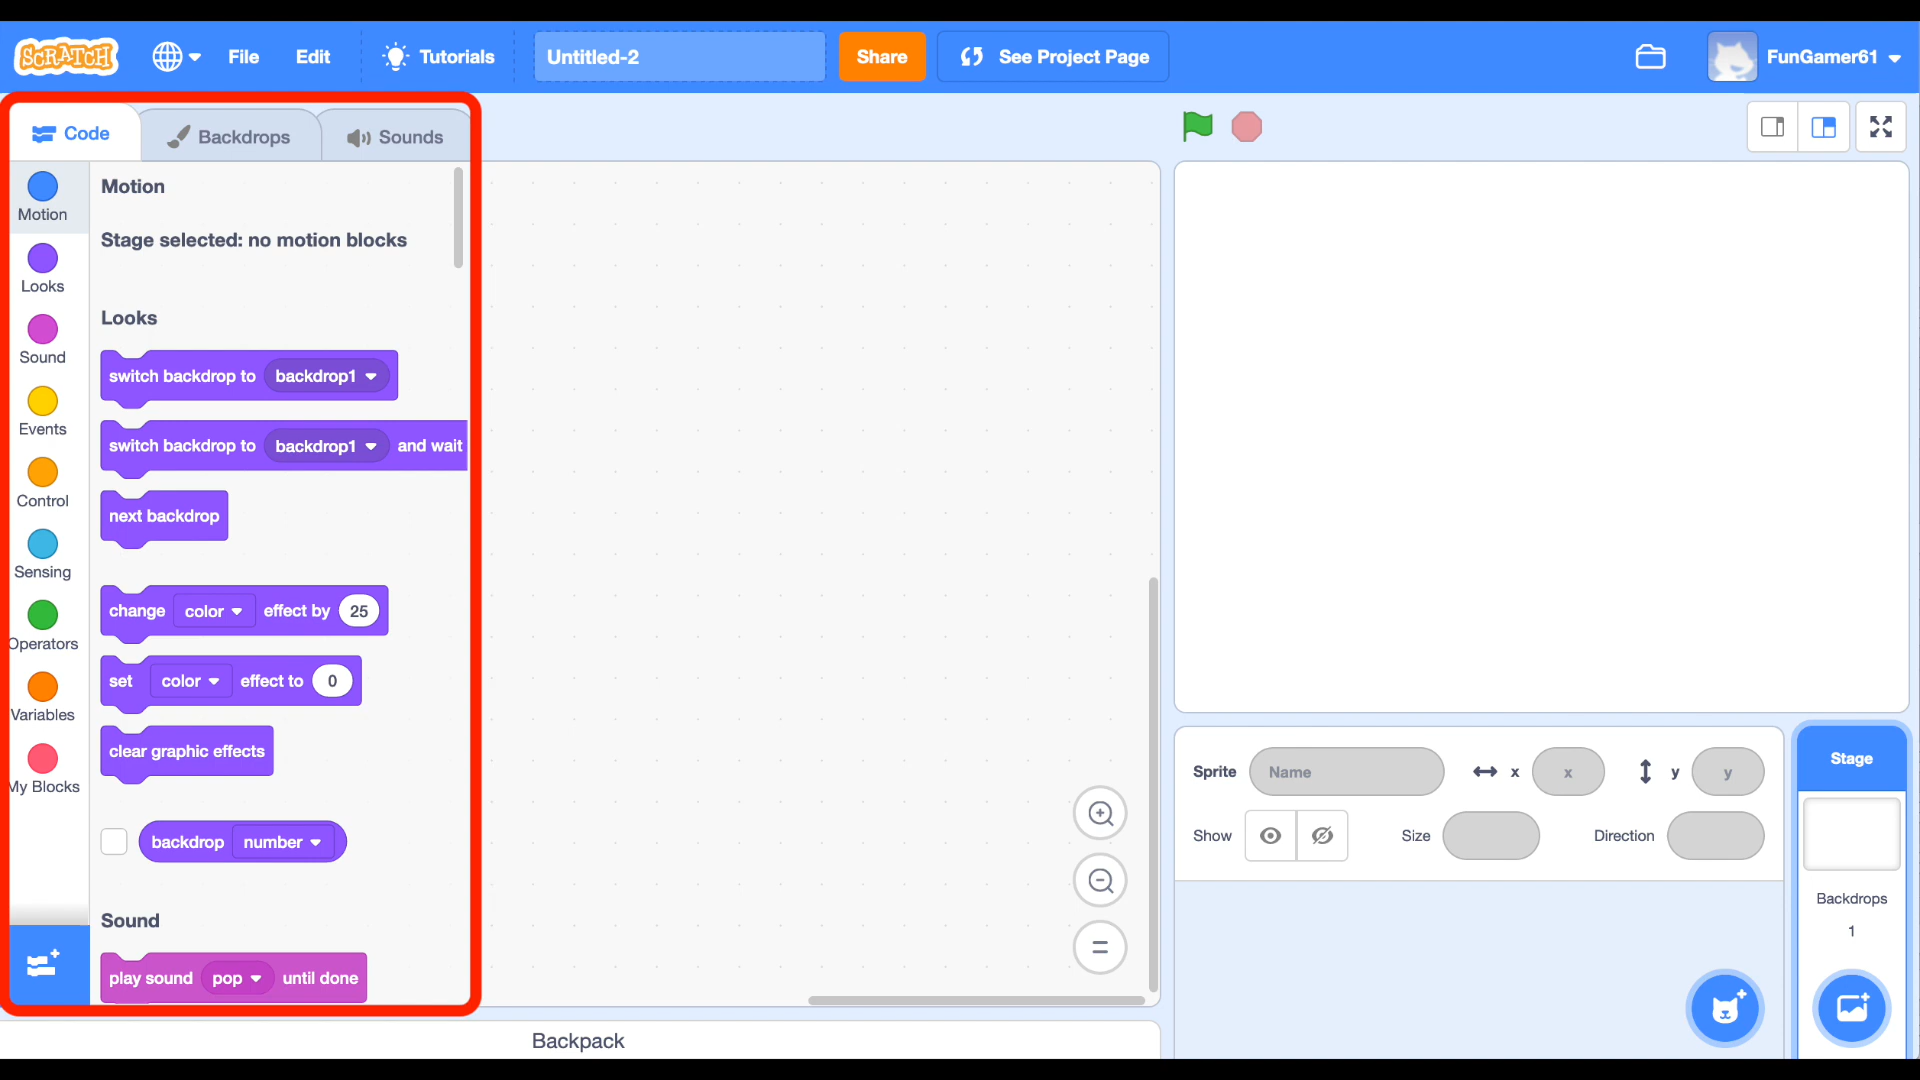 SCRATCH File Edit Tutorials Untitled-2 Share See Project Page FunGamer61
Code Backdrops Sounds
Motion
Looks
Sound
Events
Control
Sensing
Operators
Variables
My Blocks
Motion
Stage selected: no motion blocks
Looks
switch backdrop to backdrop1
switch backdrop to backdrop1 and wait
next backdrop
change color effect by 25
set color effect to 0
clear graphic effects
backdrop number
Sound
play sound pop until done
Backpack
Sprite Name x x y y
Show Size Direction
Stage
Backdrops
1